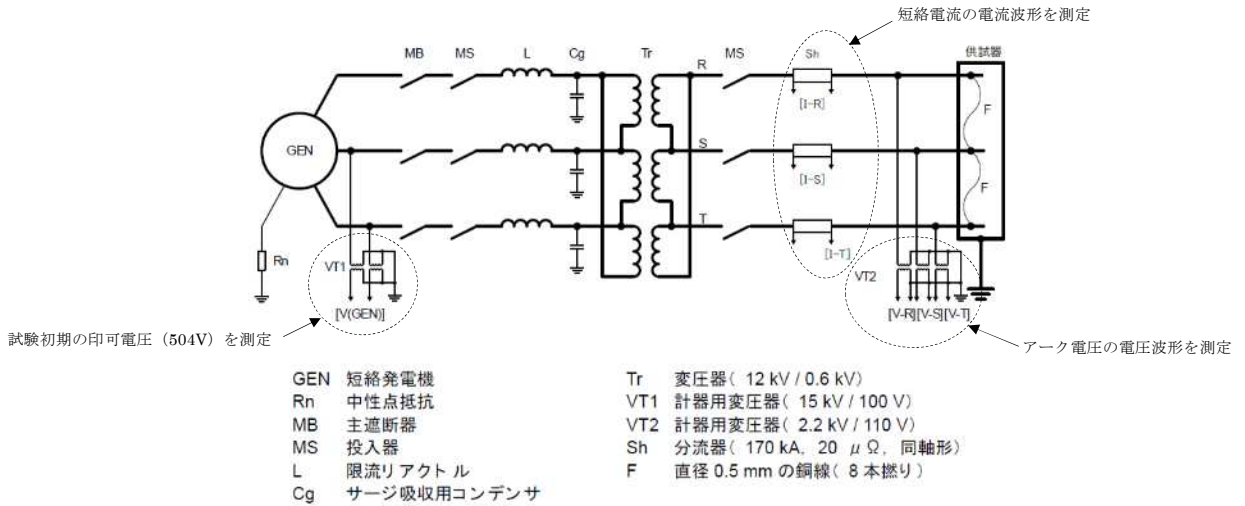 短絡電流の電流波形を測定
MB MS L Cg Tr MS Sh 供試器
R
[I-R]
F
GEN
S
[I-S]
F
T
[I-T]
Rn
VT1
VT2
[V(GEN)]
[V-R][V-S][V-T]
試験初期の印可電圧（504V）を測定
アーク電圧の電圧波形を測定
GEN 短絡発電機
Rn 中性点抵抗
MB 主遮断器
MS 投入器
L 限流リアクトル
Cg サージ吸収用コンデンサ
Tr 変圧器( 12 kV / 0.6 kV)
VT1 計器用変圧器( 15 kV / 100 V)
VT2 計器用変圧器( 2.2 kV / 110 V)
Sh 分流器( 170 kA, 20 μΩ, 同軸形)
F 直径 0.5 mm の銅線( 8 本撚り)